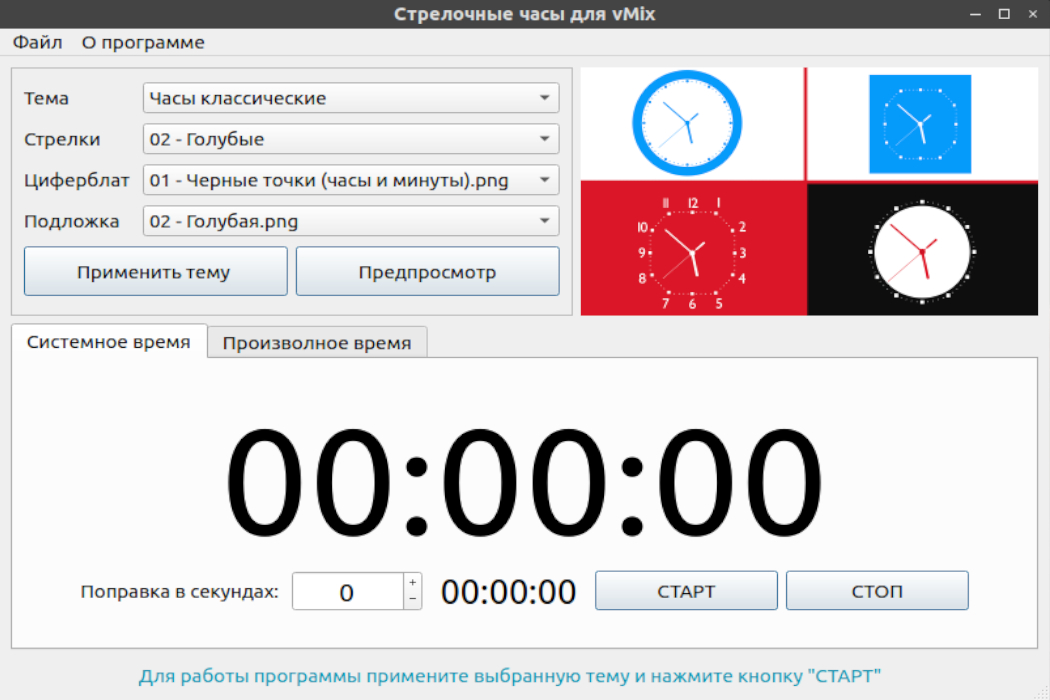 Стрелочные часы для vMix
Файл О программе
Тема Часы классические
Стрелки 02 - Голубые
Циферблат 01 - Черные точки (часы и минуты).png
Подложка 02 - Голубая.png
Применить тему Предпросмотр
11 12 1
10 2
9 3
8 4
7 6 5
Системное время Произволное время
00:00:00
Поправка в секундах: 0 + - 00:00:00 СТАРТ СТОП
Для работы программы примените выбранную тему и нажмите кнопку "СТАРТ"